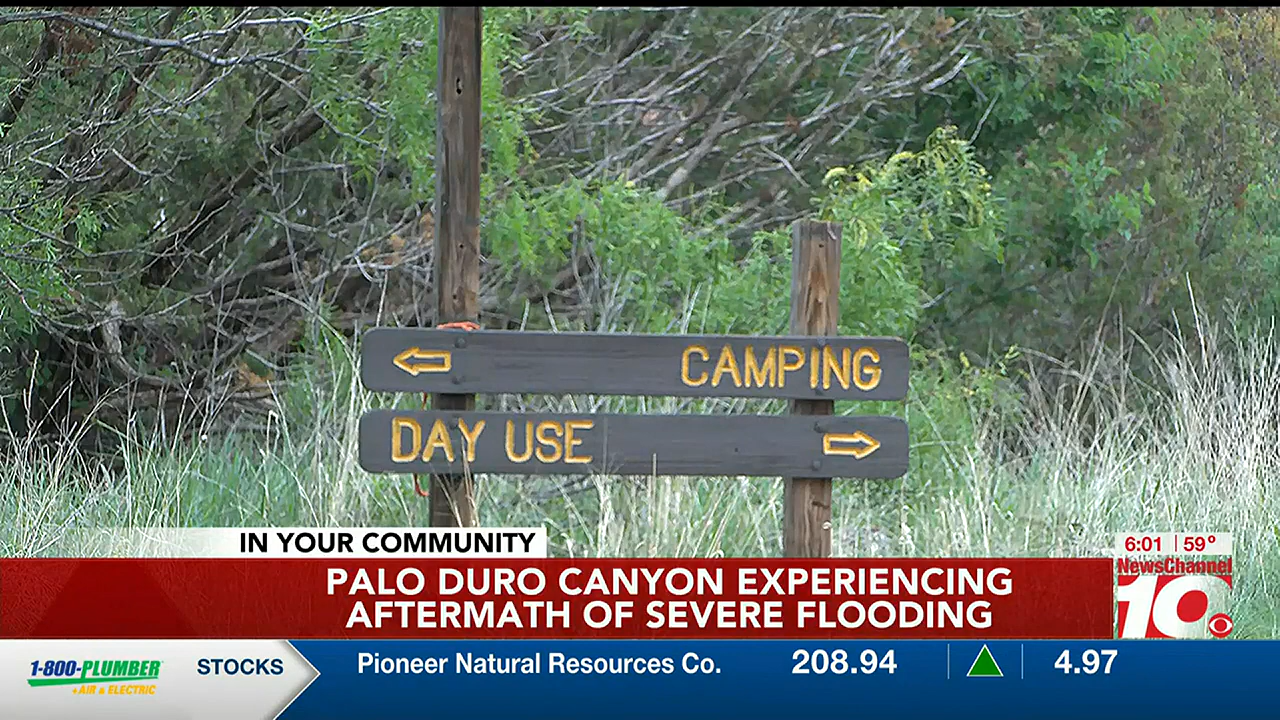 CAMPING
DAY USE
IN YOUR COMMUNITY
PALO DURO CANYON EXPERIENCING
AFTERMATH OF SEVERE FLOODING
6:01 59°
NewsChannel
10
1-800-PLUMBER
+AIR & ELECTRIC
STOCKS
Pioneer Natural Resources Co. 208.94 4.97